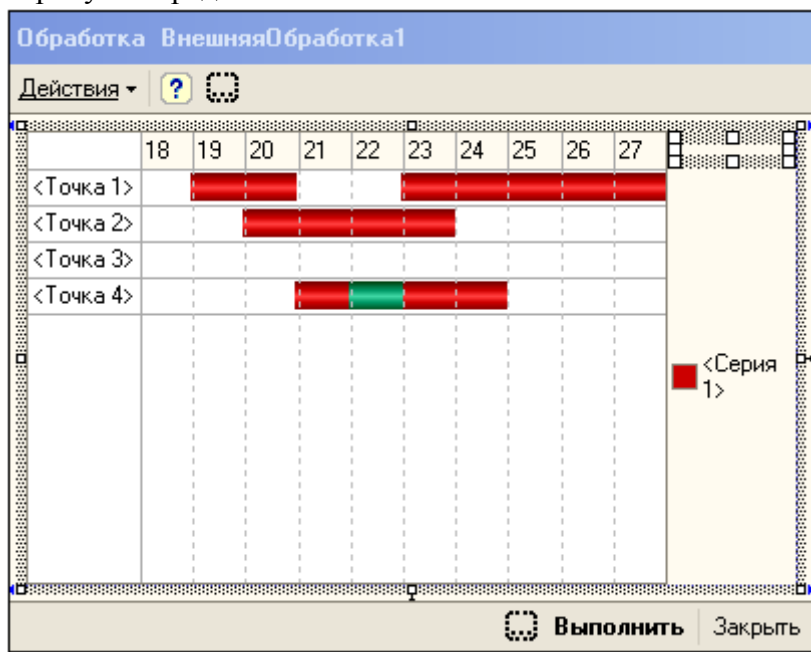 Обработка ВнешняяОбработка1
Действия ?
18 19 20 21 22 23 24 25 26 27
<Точка 1>
<Точка 2>
<Точка 3>
<Точка 4>
<Серия
1>
Выполнить Закрыть